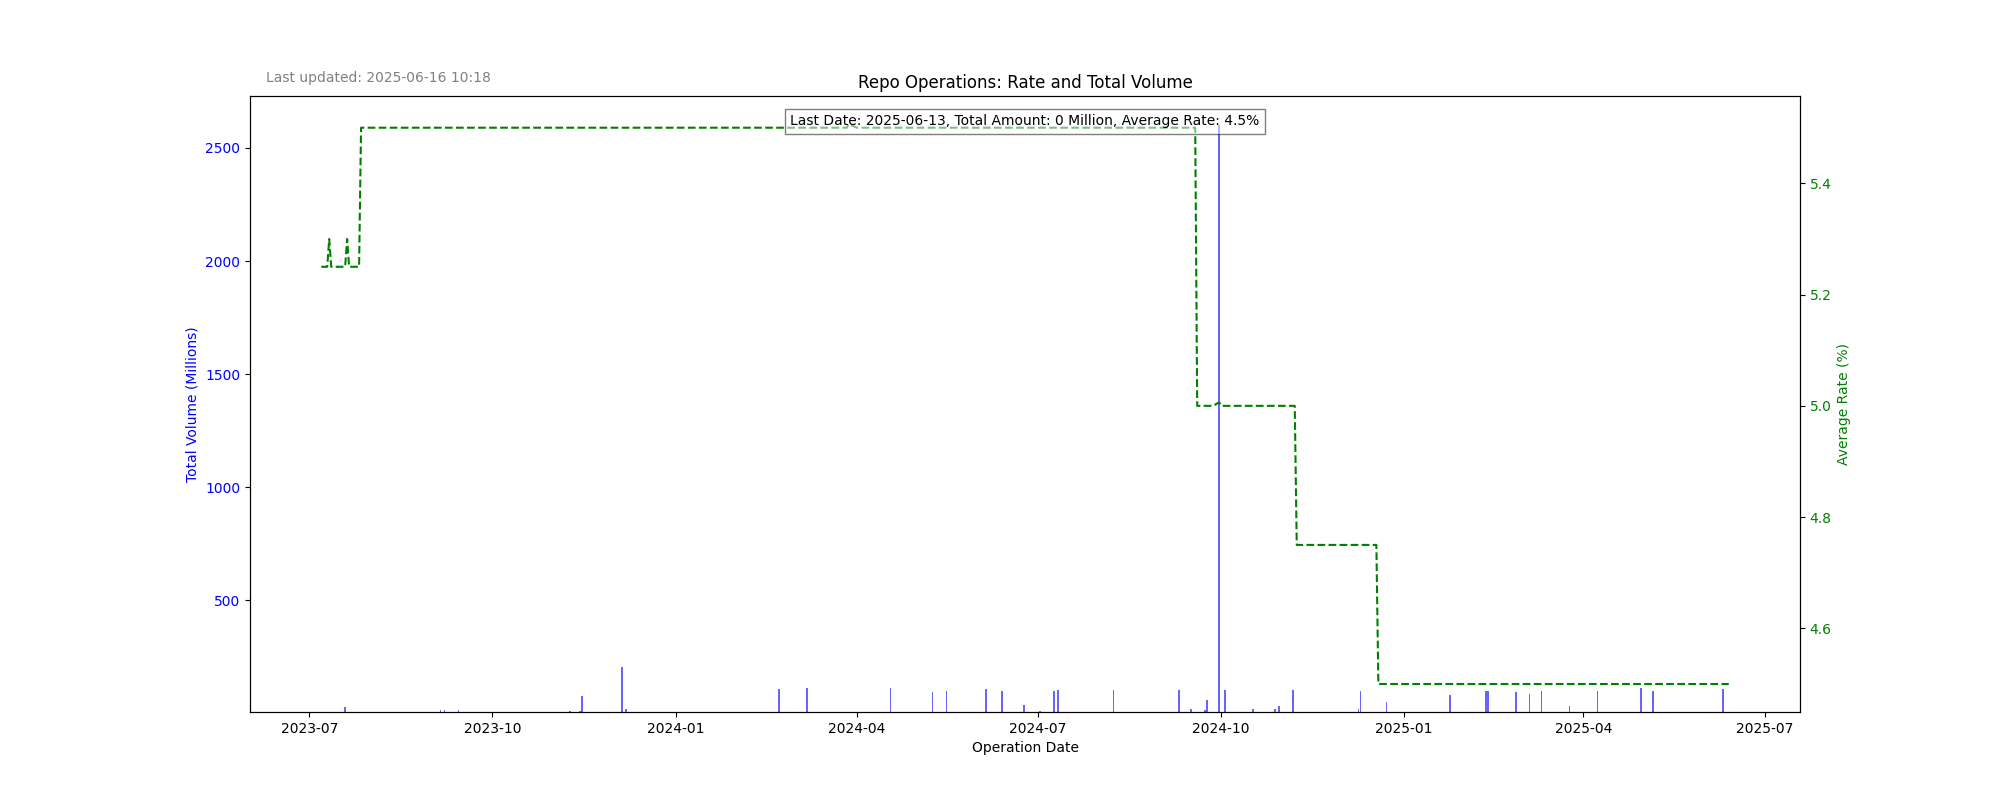 Last updated: 2025-06-16 10:18
Repo Operations: Rate and Total Volume
Last Date: 2025-06-13, Total Amount: 0 Million, Average Rate: 4.5%
Total Volume (Millions)
2500
2000
1500
1000
500
5.4
5.2
5.0
4.8
4.6
Average Rate (%)
2023-07 2023-10 2024-01 2024-04 2024-07 2024-10 2025-01 2025-04 2025-07
Operation Date